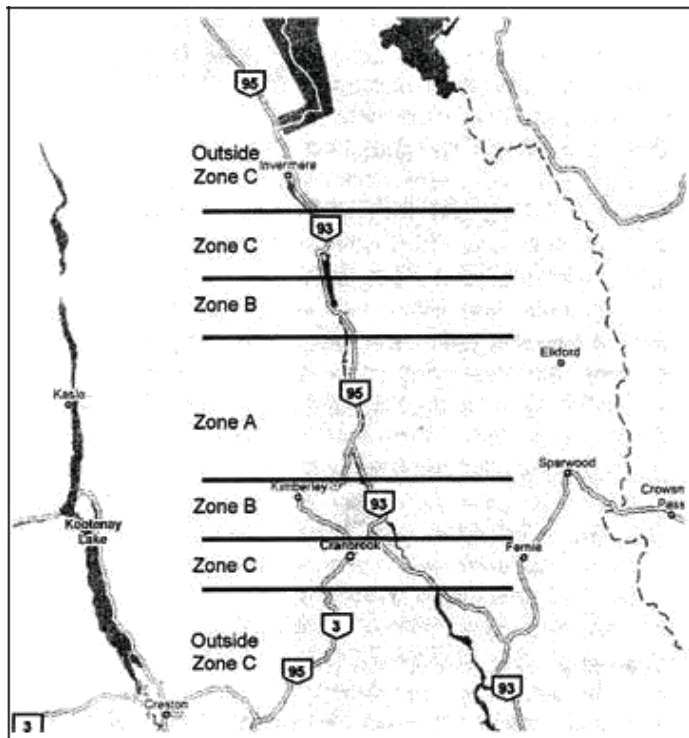 95
Outside
Zone C
Invermere
93
Zone C
Zone B
Elkford
95
Kaslo
Zone A
Sparwood
Kimberley
Crowsn
Pass
Zone B
93
Kootenay
Lake
Cranbrook
Fernie
Zone C
3
Outside
Zone C
95
93
Creston
3